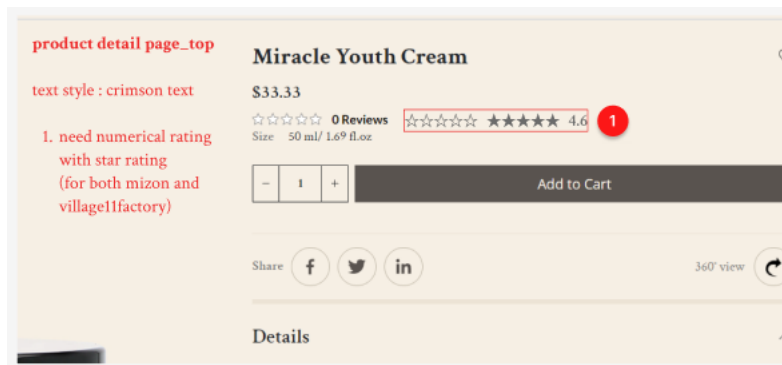 product detail page_top
text style : crimson text
1. need numerical rating
with star rating
(for both mizon and
village11factory)
Miracle Youth Cream
$33.33
☆☆☆☆☆ 0 Reviews ☆☆☆☆☆ ★★★★★ 4.6 1
Size 50 ml/ 1.69 fl.oz
− 1 + Add to Cart
Share f in 360° view
Details